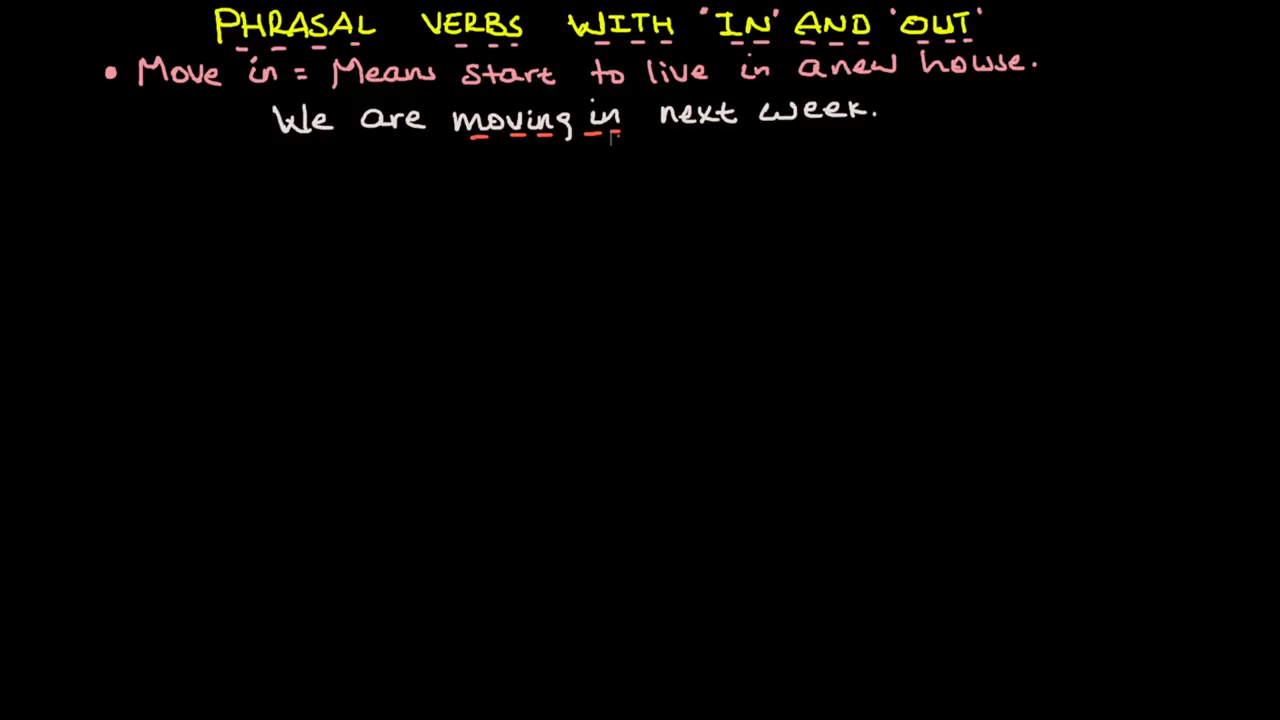 PHRASAL VERBS WITH 'IN' AND 'OUT'
• Move in = Means start to live in a new house.
We are moving in next week.